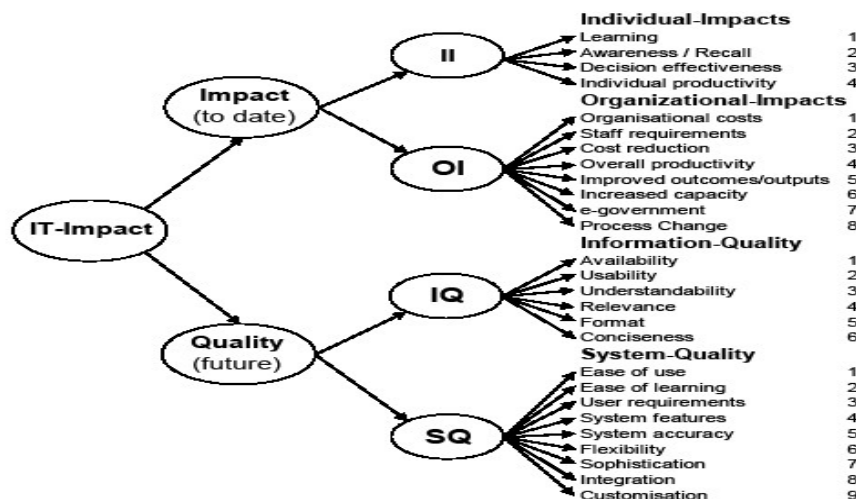 IT-Impact
Impact
(to date)
Quality
(future)
II
OI
IQ
SQ
Individual-Impacts
Learning 1
Awareness / Recall 2
Decision effectiveness 3
Individual productivity 4
Organizational-Impacts
Organisational costs 1
Staff requirements 2
Cost reduction 3
Overall productivity 4
Improved outcomes/outputs 5
Increased capacity 6
e-government 7
Process Change 8
Information-Quality
Availability 1
Usability 2
Understandability 3
Relevance 4
Format 5
Conciseness 6
System-Quality
Ease of use 1
Ease of learning 2
User requirements 3
System features 4
System accuracy 5
Flexibility 6
Sophistication 7
Integration 8
Customisation 9